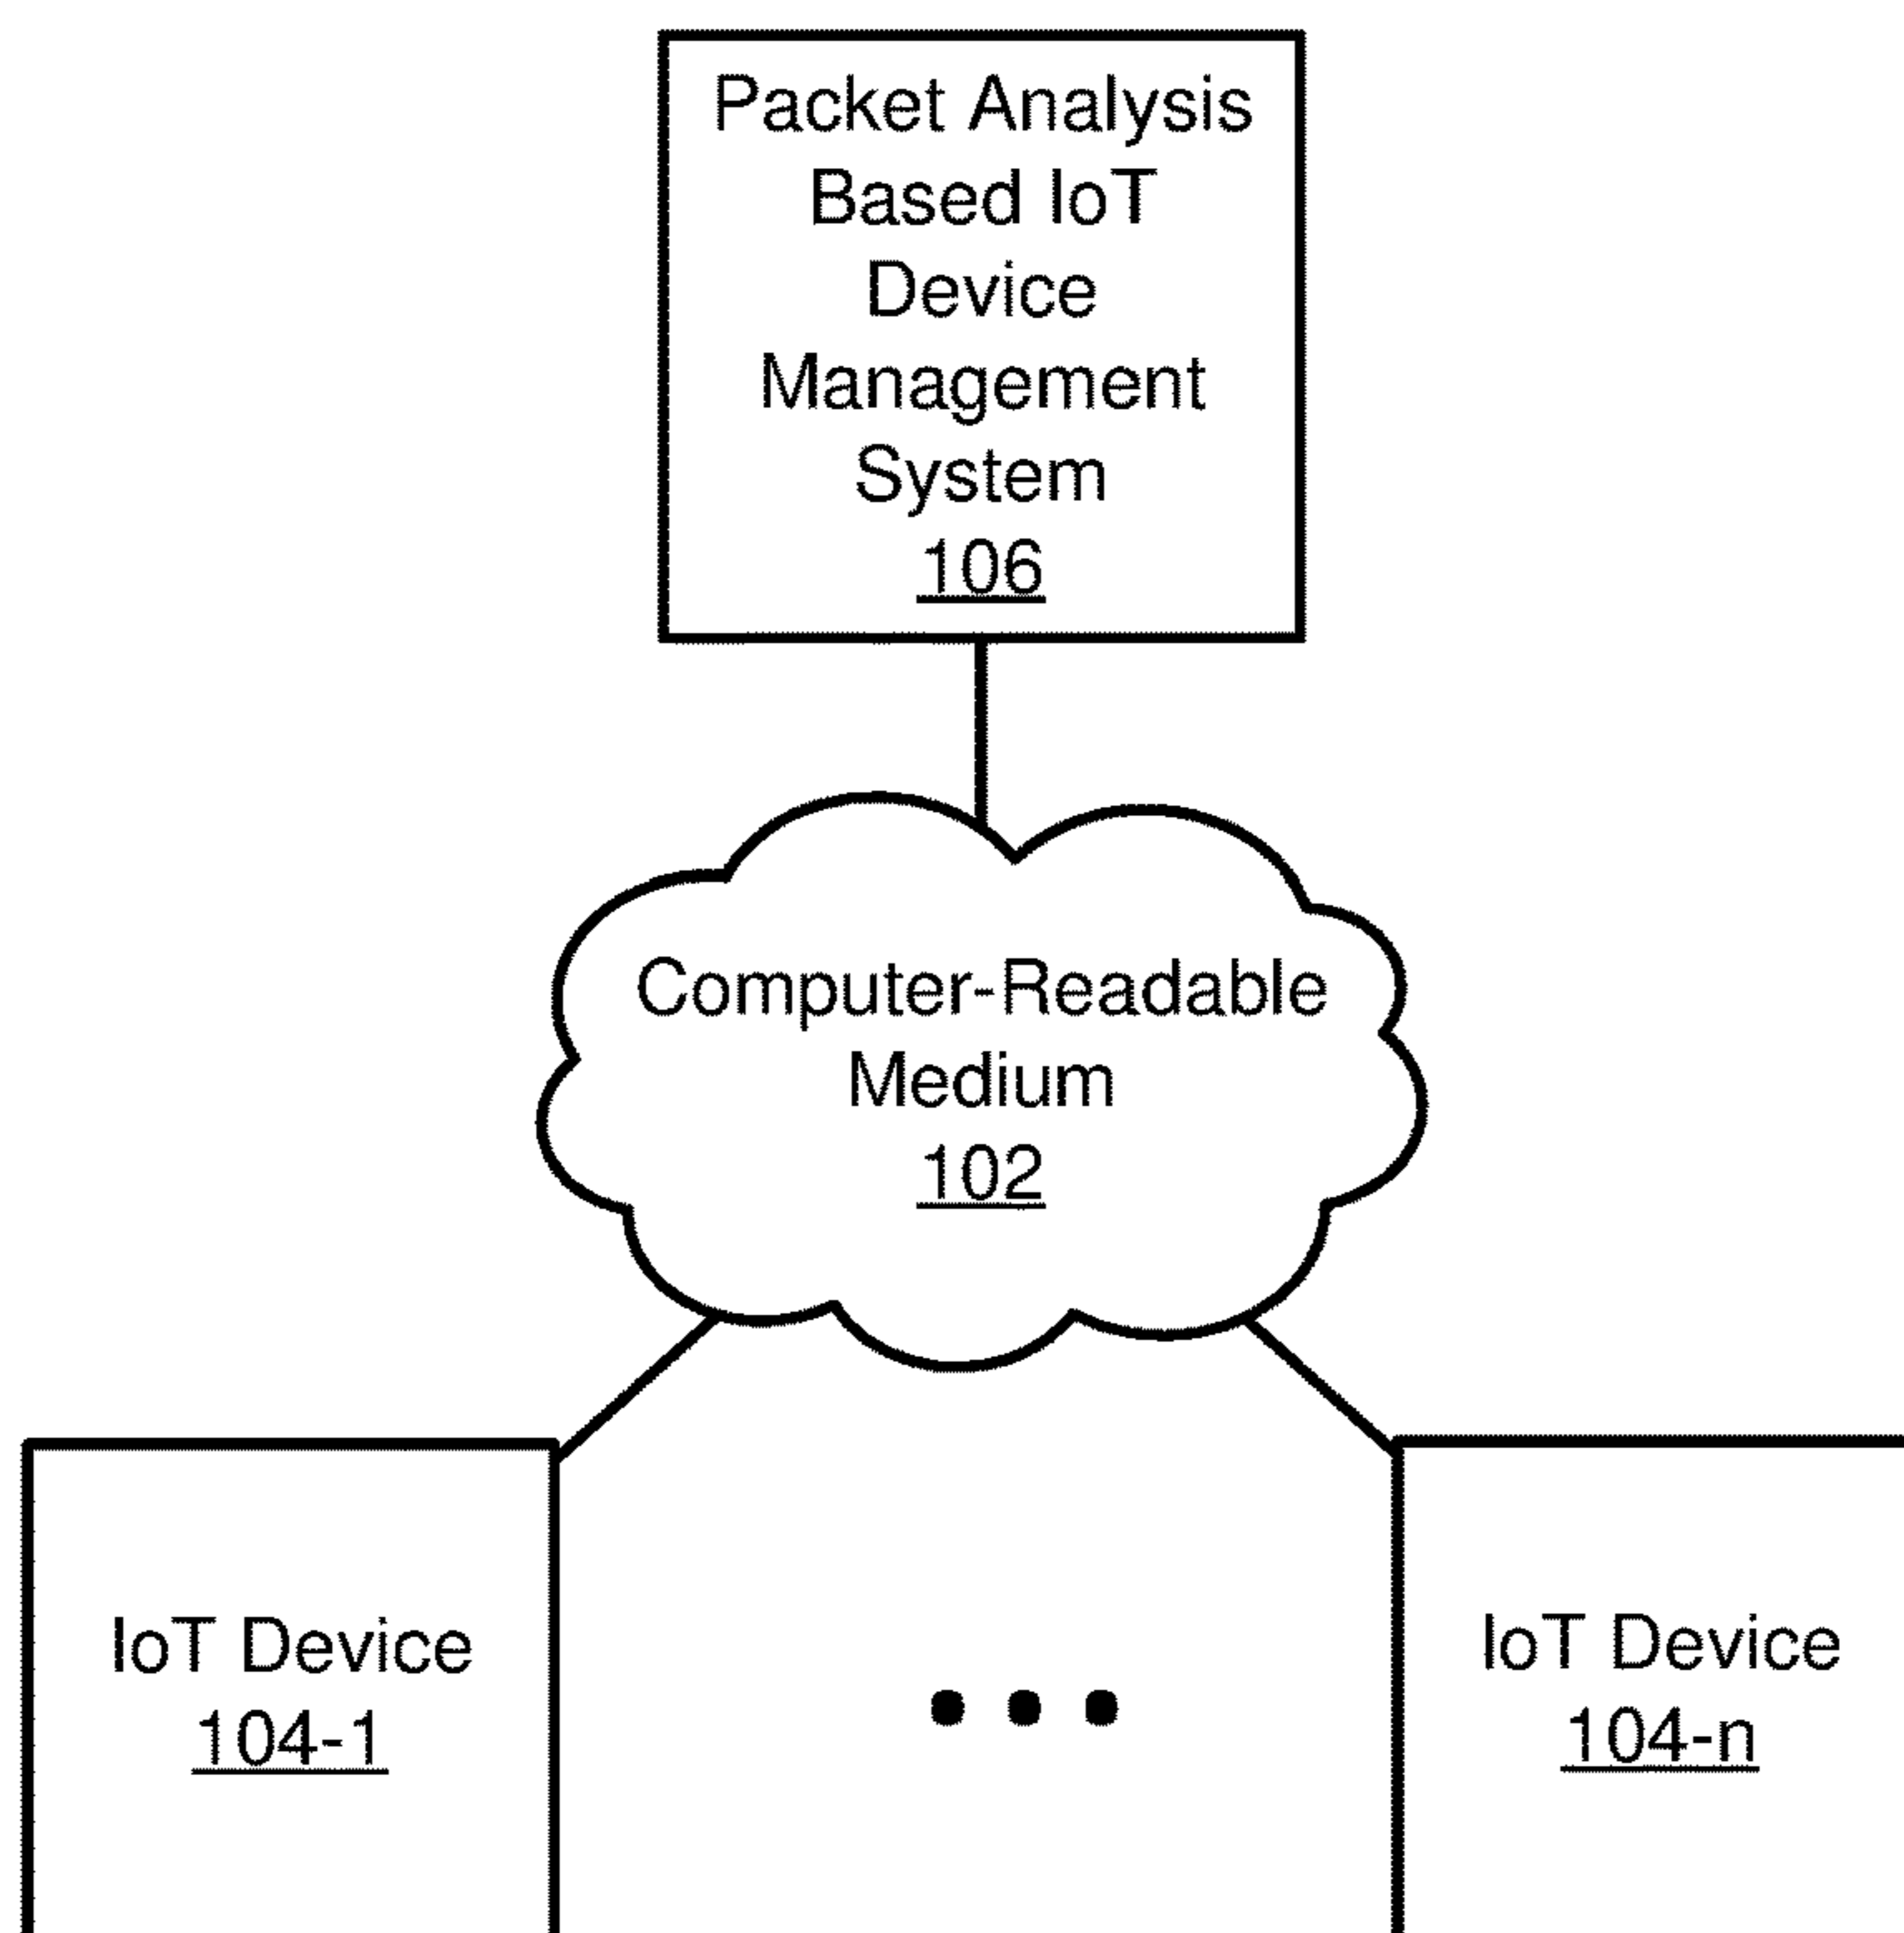 Packet Analysis
Based IoT
Device
Management
System
106
Computer-Readable
Medium
102
IoT Device
104-1
IoT Device
104-n